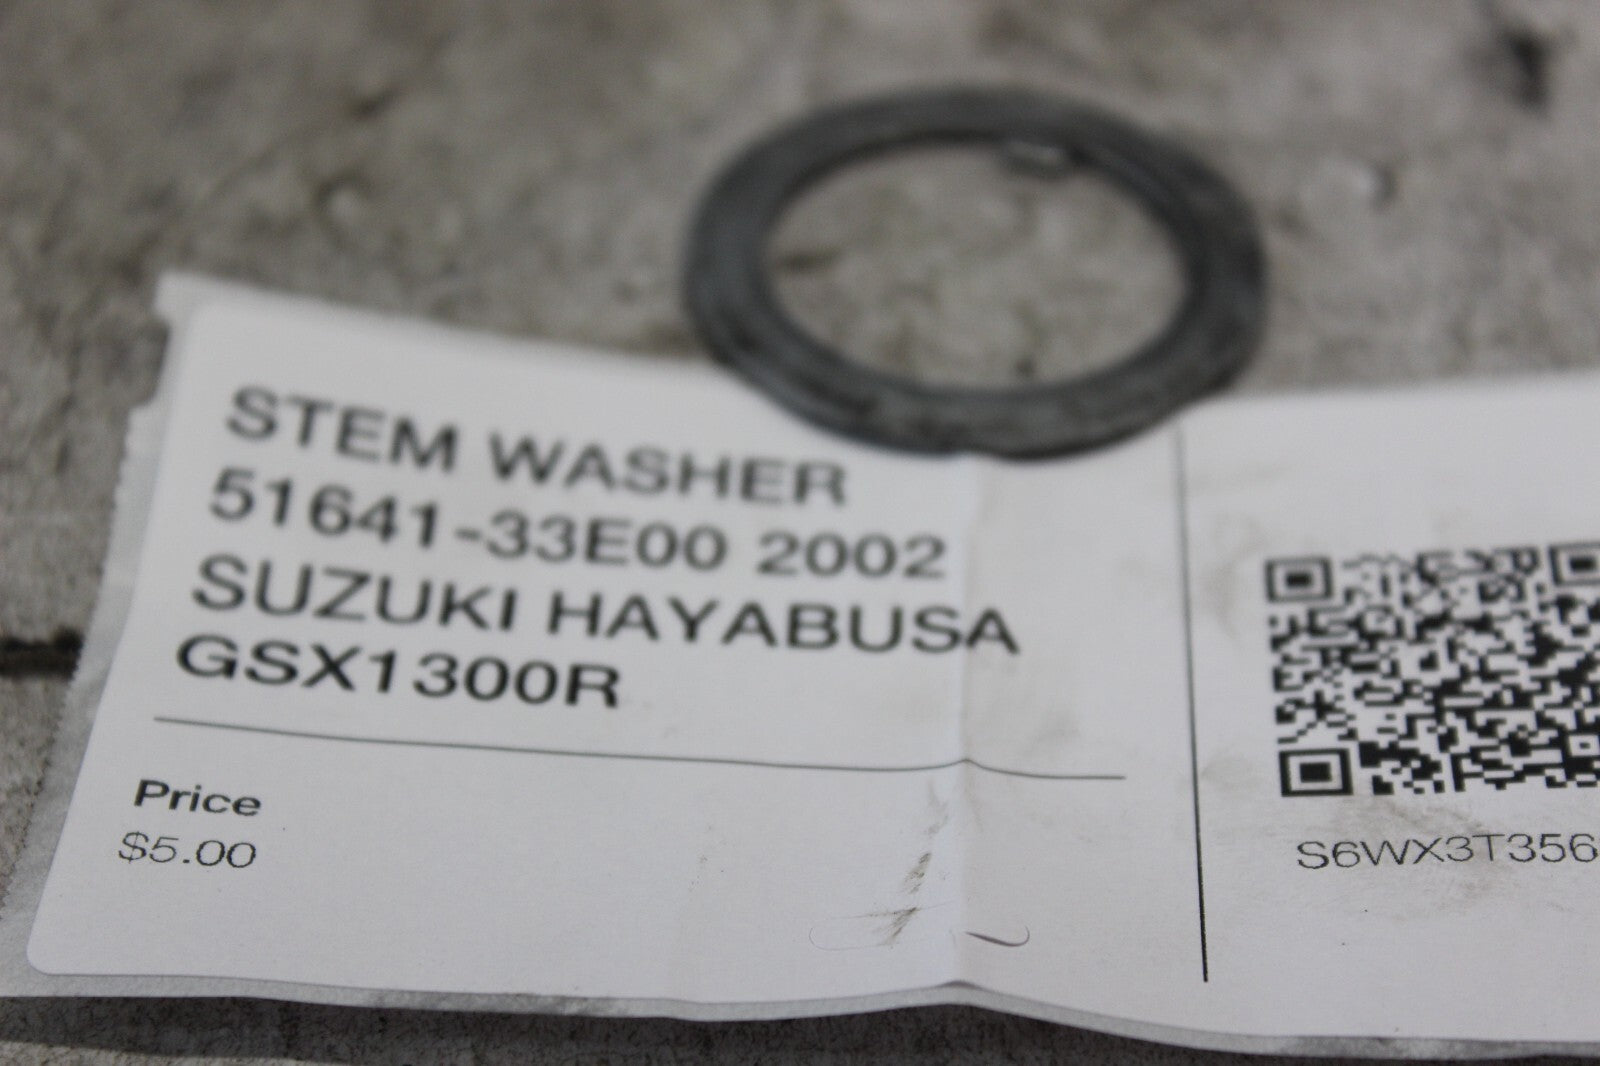 STEM WASHER
51641-33E00 2002
SUZUKI HAYABUSA
GSX1300R
Price
$5.00
S6WX3T356